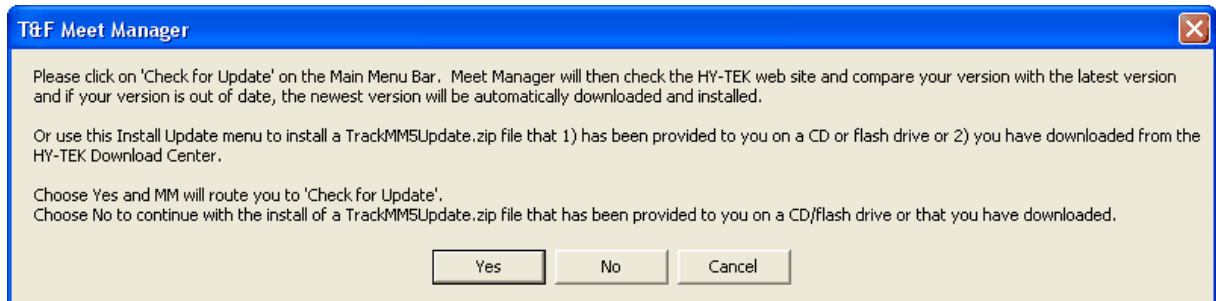 T&F Meet Manager
Please click on 'Check for Update' on the Main Menu Bar.  Meet Manager will then check the HY-TEK web site and compare your version with the latest version
and if your version is out of date, the newest version will be automatically downloaded and installed.
Or use this Install Update menu to install a TrackMM5Update.zip file that 1) has been provided to you on a CD or flash drive or 2) you have downloaded from the
HY-TEK Download Center.
Choose Yes and MM will route you to 'Check for Update'.
Choose No to continue with the install of a TrackMM5Update.zip file that has been provided to you on a CD/flash drive or that you have downloaded.
Yes No Cancel